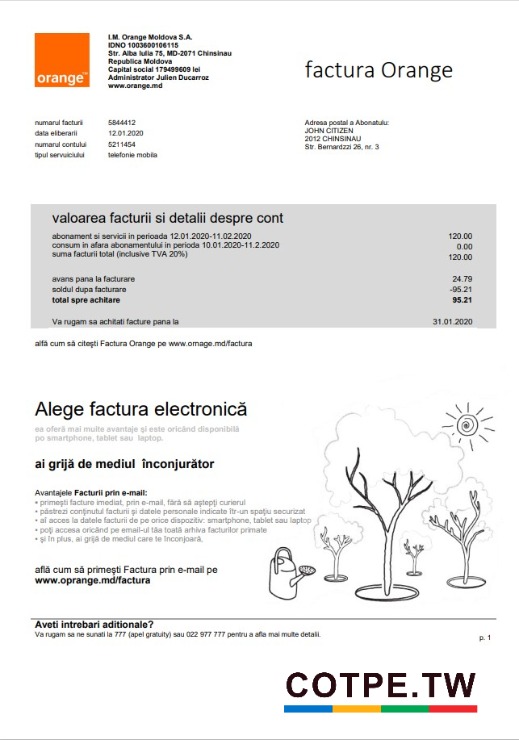 I.M. Orange Moldova S.A.
IDNO 1003600106115
Str. Alba Iulia 75, MD-2071 Chinsinau
Republica Moldova
Capital social 179499609 lei
Administrator Julien Ducarroz
www.orange.md
orange™
factura Orange
numarul facturii 5844412
data eliberarii 12.01.2020
numarul contului 5211454
tipul servuiciului telefonie mobila
Adresa postal a Abonatului:
JOHN CITIZEN
2012 CHINSINAU
Str. Bernardzzi 26, nr. 3
valoarea facturii si detalii despre cont
abonament si servicii in perioada 12.01.2020-11.02.2020 120.00
consum in afara abonamentului in perioda 10.01.2020-11.2.2020 0.00
suma facturii total (inclusive TVA 20%) 120.00
avans pana la facturare 24.79
soldul dupa facturare -95.21
total spre achitare 95.21
Va rugam sa achitati facture pana la 31.01.2020
alfă cum să citeşti Factura Orange pe www.ornage.md/factura
Alege factura electronică
ea oferă mai multe avantaje şi este oricând disponibilă
po smartphone, tablet sau laptop.
ai grijă de mediul înconjurător
Avantajele Facturii prin e-mail:
• primeşti facture imediat, prin e-mail, fără să aştepţi curierul
• păstrezi conţinutul facturii şi datele personale indicate îtr-un spaţiu securizat
• ai acces la datele facturii de pe orice dispozitiv: smartphone, tablet sau laptop
• poţi accesa oricând pe email-ul tău toată arhiva facturilor primate
• şi în plus, ai grijă de mediul care te înconjoară,
află cum să primeşti Factura prin e-mail pe
www.oprange.md/factura
Aveti intrebari aditionale?
Va rugam sa ne sunati la 777 (apel gratuity) sau 022 977 777 pentru a afla mai multe detalii.
p. 1
COTPE.TW